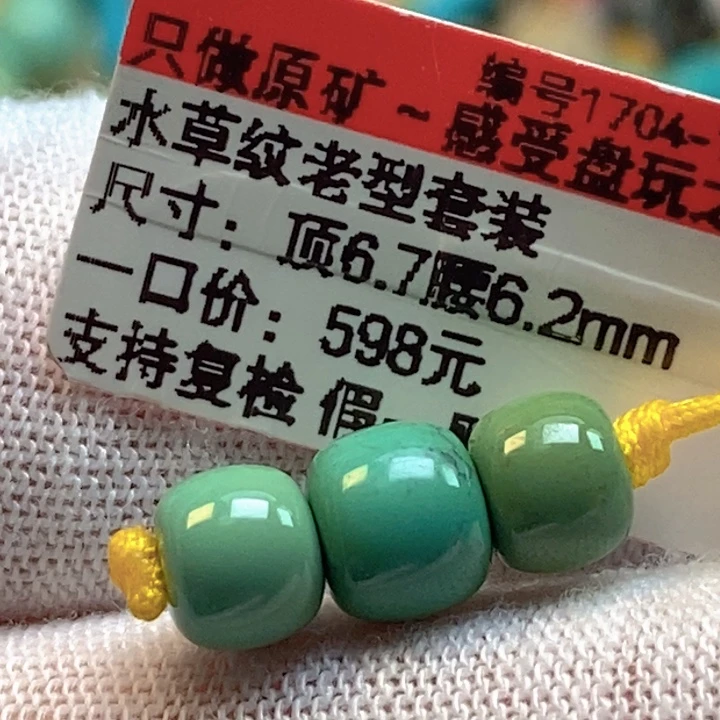 编号1704-
只做原矿~感受盘玩
水草纹老型套装
尺寸：顶6.7腰6.2mm
一口价：598元
支持复检 假一